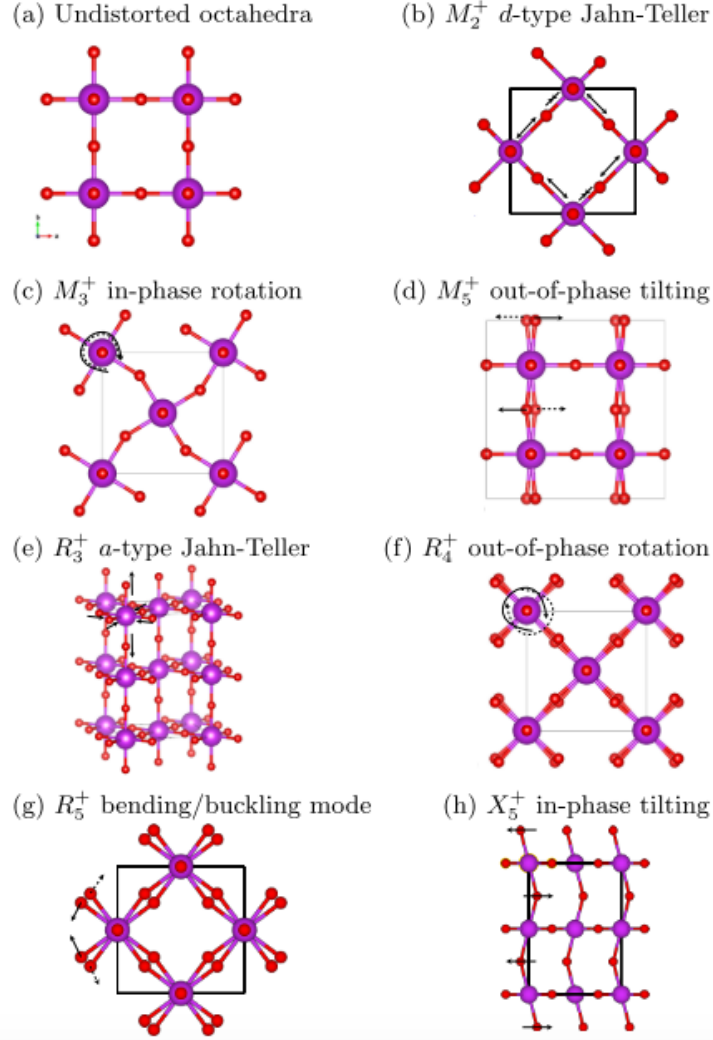 (a) Undistorted octahedra
(b) M₂⁺ d-type Jahn-Teller
(c) M₃⁺ in-phase rotation
(d) M₅⁺ out-of-phase tilting
(e) R₃⁺ a-type Jahn-Teller
(f) R₄⁺ out-of-phase rotation
(g) R₅⁺ bending/buckling mode
(h) X₅⁺ in-phase tilting